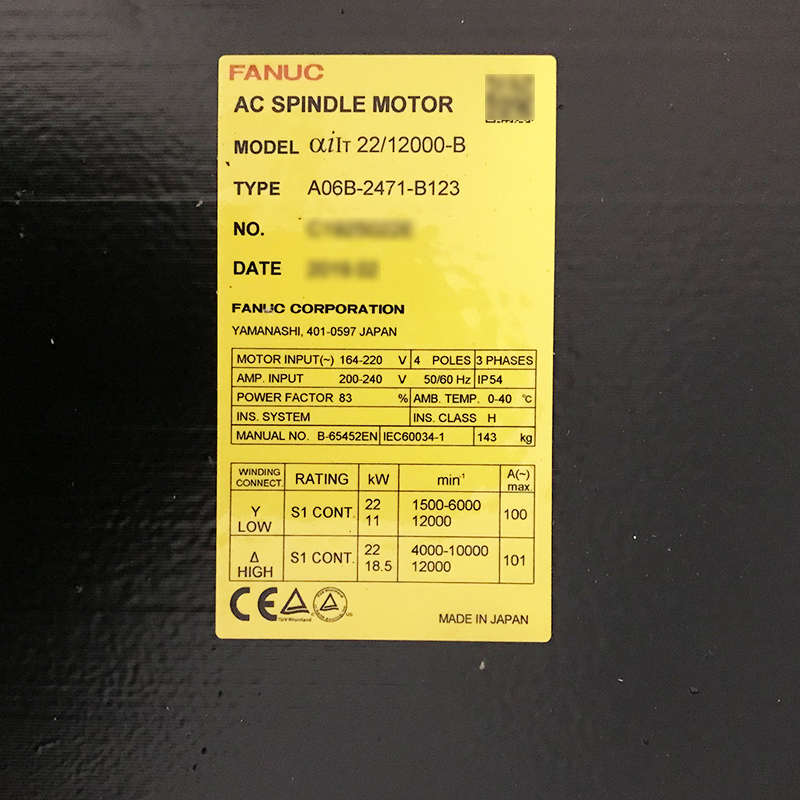 FANUC
AC SPINDLE MOTOR
MODEL αiIT 22/12000-B
TYPE A06B-2471-B123
NO.
DATE
FANUC CORPORATION
YAMANASHI, 401-0597 JAPAN
MOTOR INPUT(~) 164-220 V 4 POLES 3 PHASES
AMP. INPUT 200-240 V 50/60 Hz IP54
POWER FACTOR 83 % AMB. TEMP. 0-40 ℃
INS. SYSTEM INS. CLASS H
MANUAL NO. B-65452EN IEC60034-1 143 kg
WINDING CONNECT. RATING kW min⁻¹ A(~) max
Y LOW S1 CONT. 22 1500-6000 100
11 12000
Δ HIGH S1 CONT. 22 4000-10000 101
18.5 12000
CE TÜV Rheinland US
MADE IN JAPAN